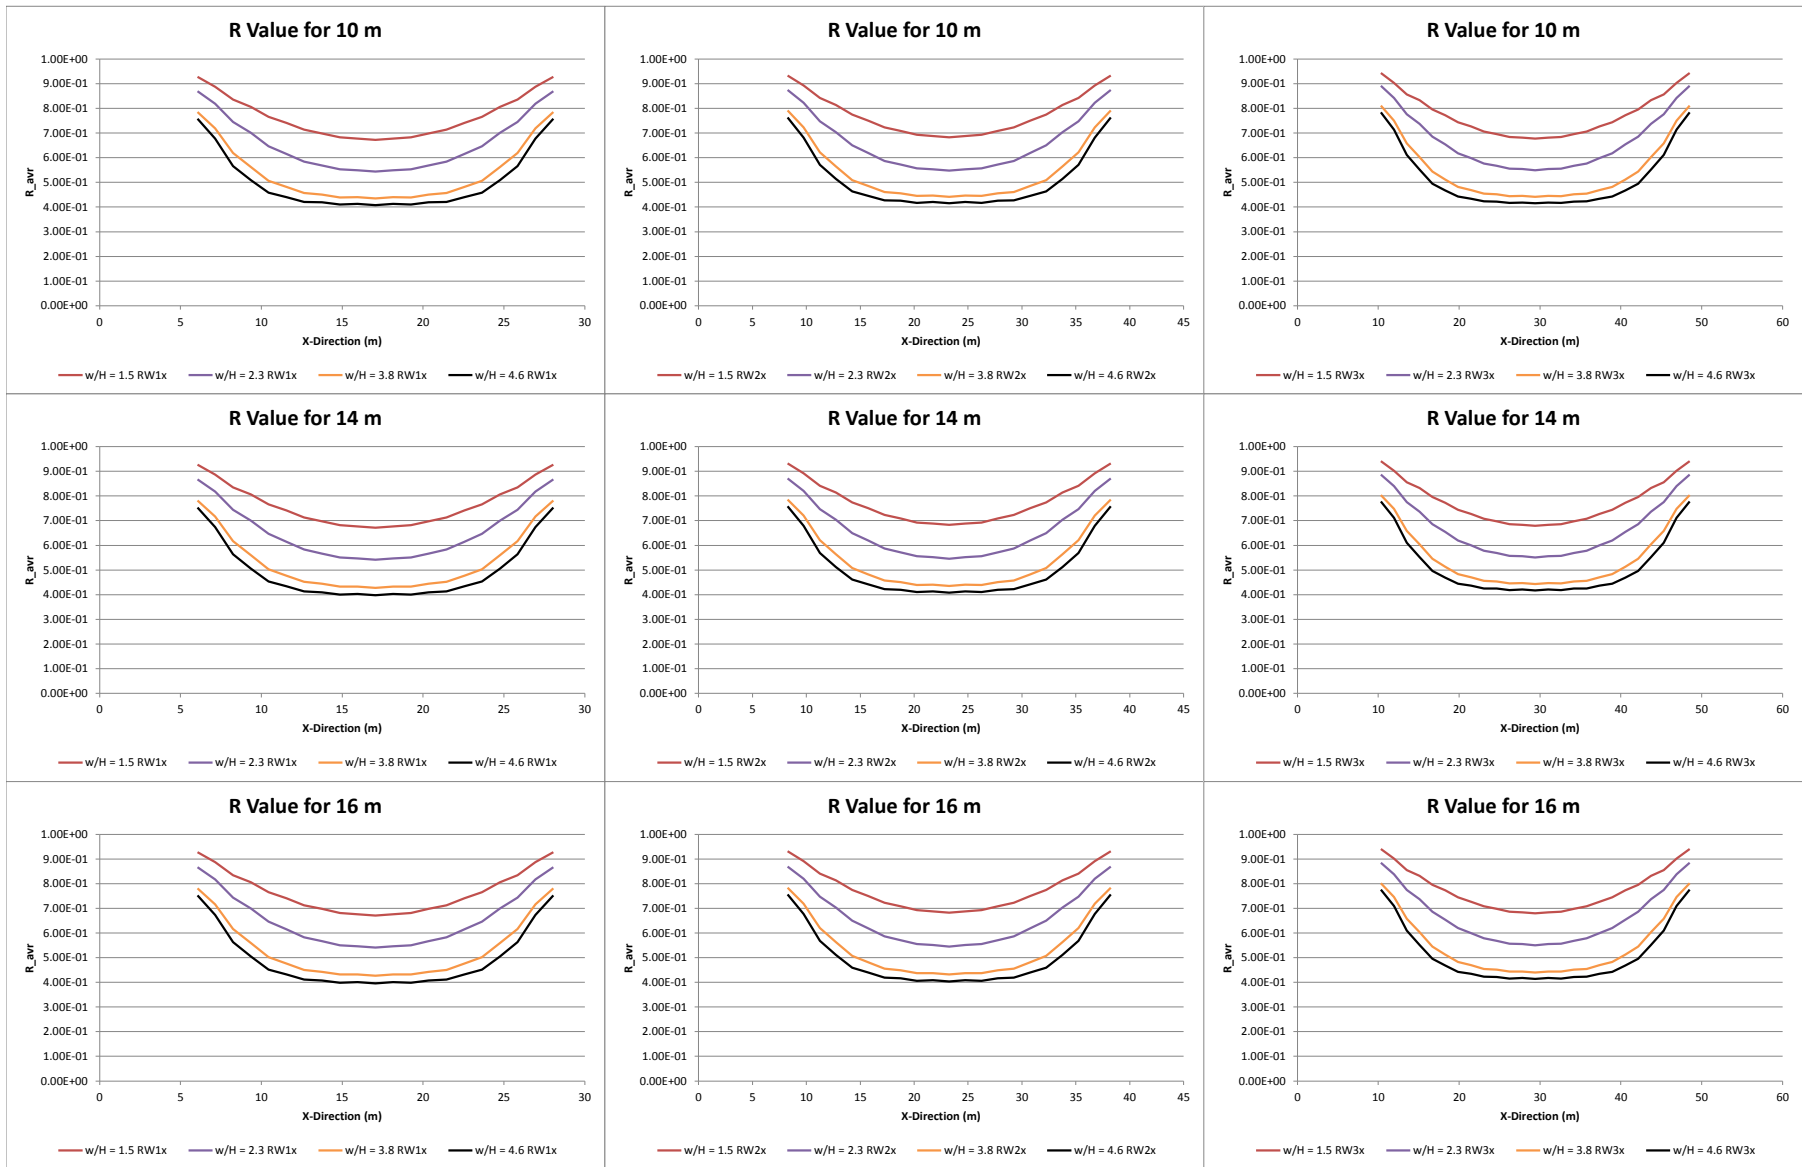 R Value for 10 m
1.00E+00
9.00E-01
8.00E-01
7.00E-01
6.00E-01
5.00E-01
4.00E-01
3.00E-01
2.00E-01
1.00E-01
0.00E+00
R_avr
0 5 10 15 20 25 30
X-Direction (m)
w/H = 1.5 RW1x w/H = 2.3 RW1x w/H = 3.8 RW1x w/H = 4.6 RW1x
R Value for 10 m
1.00E+00
9.00E-01
8.00E-01
7.00E-01
6.00E-01
5.00E-01
4.00E-01
3.00E-01
2.00E-01
1.00E-01
0.00E+00
R_avr
0 5 10 15 20 25 30 35 40 45
X-Direction (m)
w/H = 1.5 RW2x w/H = 2.3 RW2x w/H = 3.8 RW2x w/H = 4.6 RW2x
R Value for 10 m
1.00E+00
9.00E-01
8.00E-01
7.00E-01
6.00E-01
5.00E-01
4.00E-01
3.00E-01
2.00E-01
1.00E-01
0.00E+00
R_avr
0 10 20 30 40 50 60
X-Direction (m)
w/H = 1.5 RW3x w/H = 2.3 RW3x w/H = 3.8 RW3x w/H = 4.6 RW3x
R Value for 14 m
1.00E+00
9.00E-01
8.00E-01
7.00E-01
6.00E-01
5.00E-01
4.00E-01
3.00E-01
2.00E-01
1.00E-01
0.00E+00
R_avr
0 5 10 15 20 25 30
X-Direction (m)
w/H = 1.5 RW1x w/H = 2.3 RW1x w/H = 3.8 RW1x w/H = 4.6 RW1x
R Value for 14 m
1.00E+00
9.00E-01
8.00E-01
7.00E-01
6.00E-01
5.00E-01
4.00E-01
3.00E-01
2.00E-01
1.00E-01
0.00E+00
R_avr
0 5 10 15 20 25 30 35 40 45
X-Direction (m)
w/H = 1.5 RW2x w/H = 2.3 RW2x w/H = 3.8 RW2x w/H = 4.6 RW2x
R Value for 14 m
1.00E+00
9.00E-01
8.00E-01
7.00E-01
6.00E-01
5.00E-01
4.00E-01
3.00E-01
2.00E-01
1.00E-01
0.00E+00
R_avr
0 10 20 30 40 50 60
X-Direction (m)
w/H = 1.5 RW3x w/H = 2.3 RW3x w/H = 3.8 RW3x w/H = 4.6 RW3x
R Value for 16 m
1.00E+00
9.00E-01
8.00E-01
7.00E-01
6.00E-01
5.00E-01
4.00E-01
3.00E-01
2.00E-01
1.00E-01
0.00E+00
R_avr
0 5 10 15 20 25 30
X-Direction (m)
w/H = 1.5 RW1x w/H = 2.3 RW1x w/H = 3.8 RW1x w/H = 4.6 RW1x
R Value for 16 m
1.00E+00
9.00E-01
8.00E-01
7.00E-01
6.00E-01
5.00E-01
4.00E-01
3.00E-01
2.00E-01
1.00E-01
0.00E+00
R_avr
0 5 10 15 20 25 30 35 40 45
X-Direction (m)
w/H = 1.5 RW2x w/H = 2.3 RW2x w/H = 3.8 RW2x w/H = 4.6 RW2x
R Value for 16 m
1.00E+00
9.00E-01
8.00E-01
7.00E-01
6.00E-01
5.00E-01
4.00E-01
3.00E-01
2.00E-01
1.00E-01
0.00E+00
R_avr
0 10 20 30 40 50 60
X-Direction (m)
w/H = 1.5 RW3x w/H = 2.3 RW3x w/H = 3.8 RW3x w/H = 4.6 RW3x